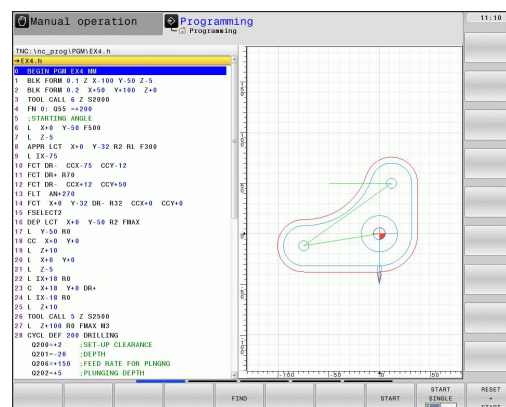 Manual operation
Programming
Programming
11:10
TNC:\nc_prog\PGM\EX4.h
→EX4.h
0 BEGIN PGM EX4 MM
1 BLK FORM 0.1 Z X-100 Y-50 Z-5
2 BLK FORM 0.2 X+50 Y+100 Z+0
3 TOOL CALL 6 Z S2000
4 FN 0: Q55 =+200
5 ;STARTING ANGLE
6 L X+0 Y-50 F500
7 L Z-5
8 APPR LCT X+0 Y-32 R2 RL F300
9 L IX-75
10 FCT DR- CCX-75 CCY-12
11 FCT DR+ R70
12 FCT DR- CCX+12 CCY+50
13 FLT AN+270
14 FCT X+0 Y-32 DR- R32 CCX+0 CCY+0
15 FSELECT2
16 DEP LCT X+0 Y-50 R2 FMAX
17 L Y-50 R0
18 CC X+0 Y+0
19 L Z+10
20 L X+0 Y+0
21 L Z-5
22 L IX+18 R0
23 C X+18 Y+0 DR+
24 L IX-18 R0
25 L Z+10
26 TOOL CALL 5 Z S2500
27 L Z+100 R0 FMAX M3
28 CYCL DEF 200 DRILLING
Q200=+2 ;SET-UP CLEARANCE
Q201=-20 ;DEPTH
Q206=+150 ;FEED RATE FOR PLNGNG
Q202=+5 ;PLUNGING DEPTH
-100 -50 0 50
FIND
START
START SINGLE
RESET + START